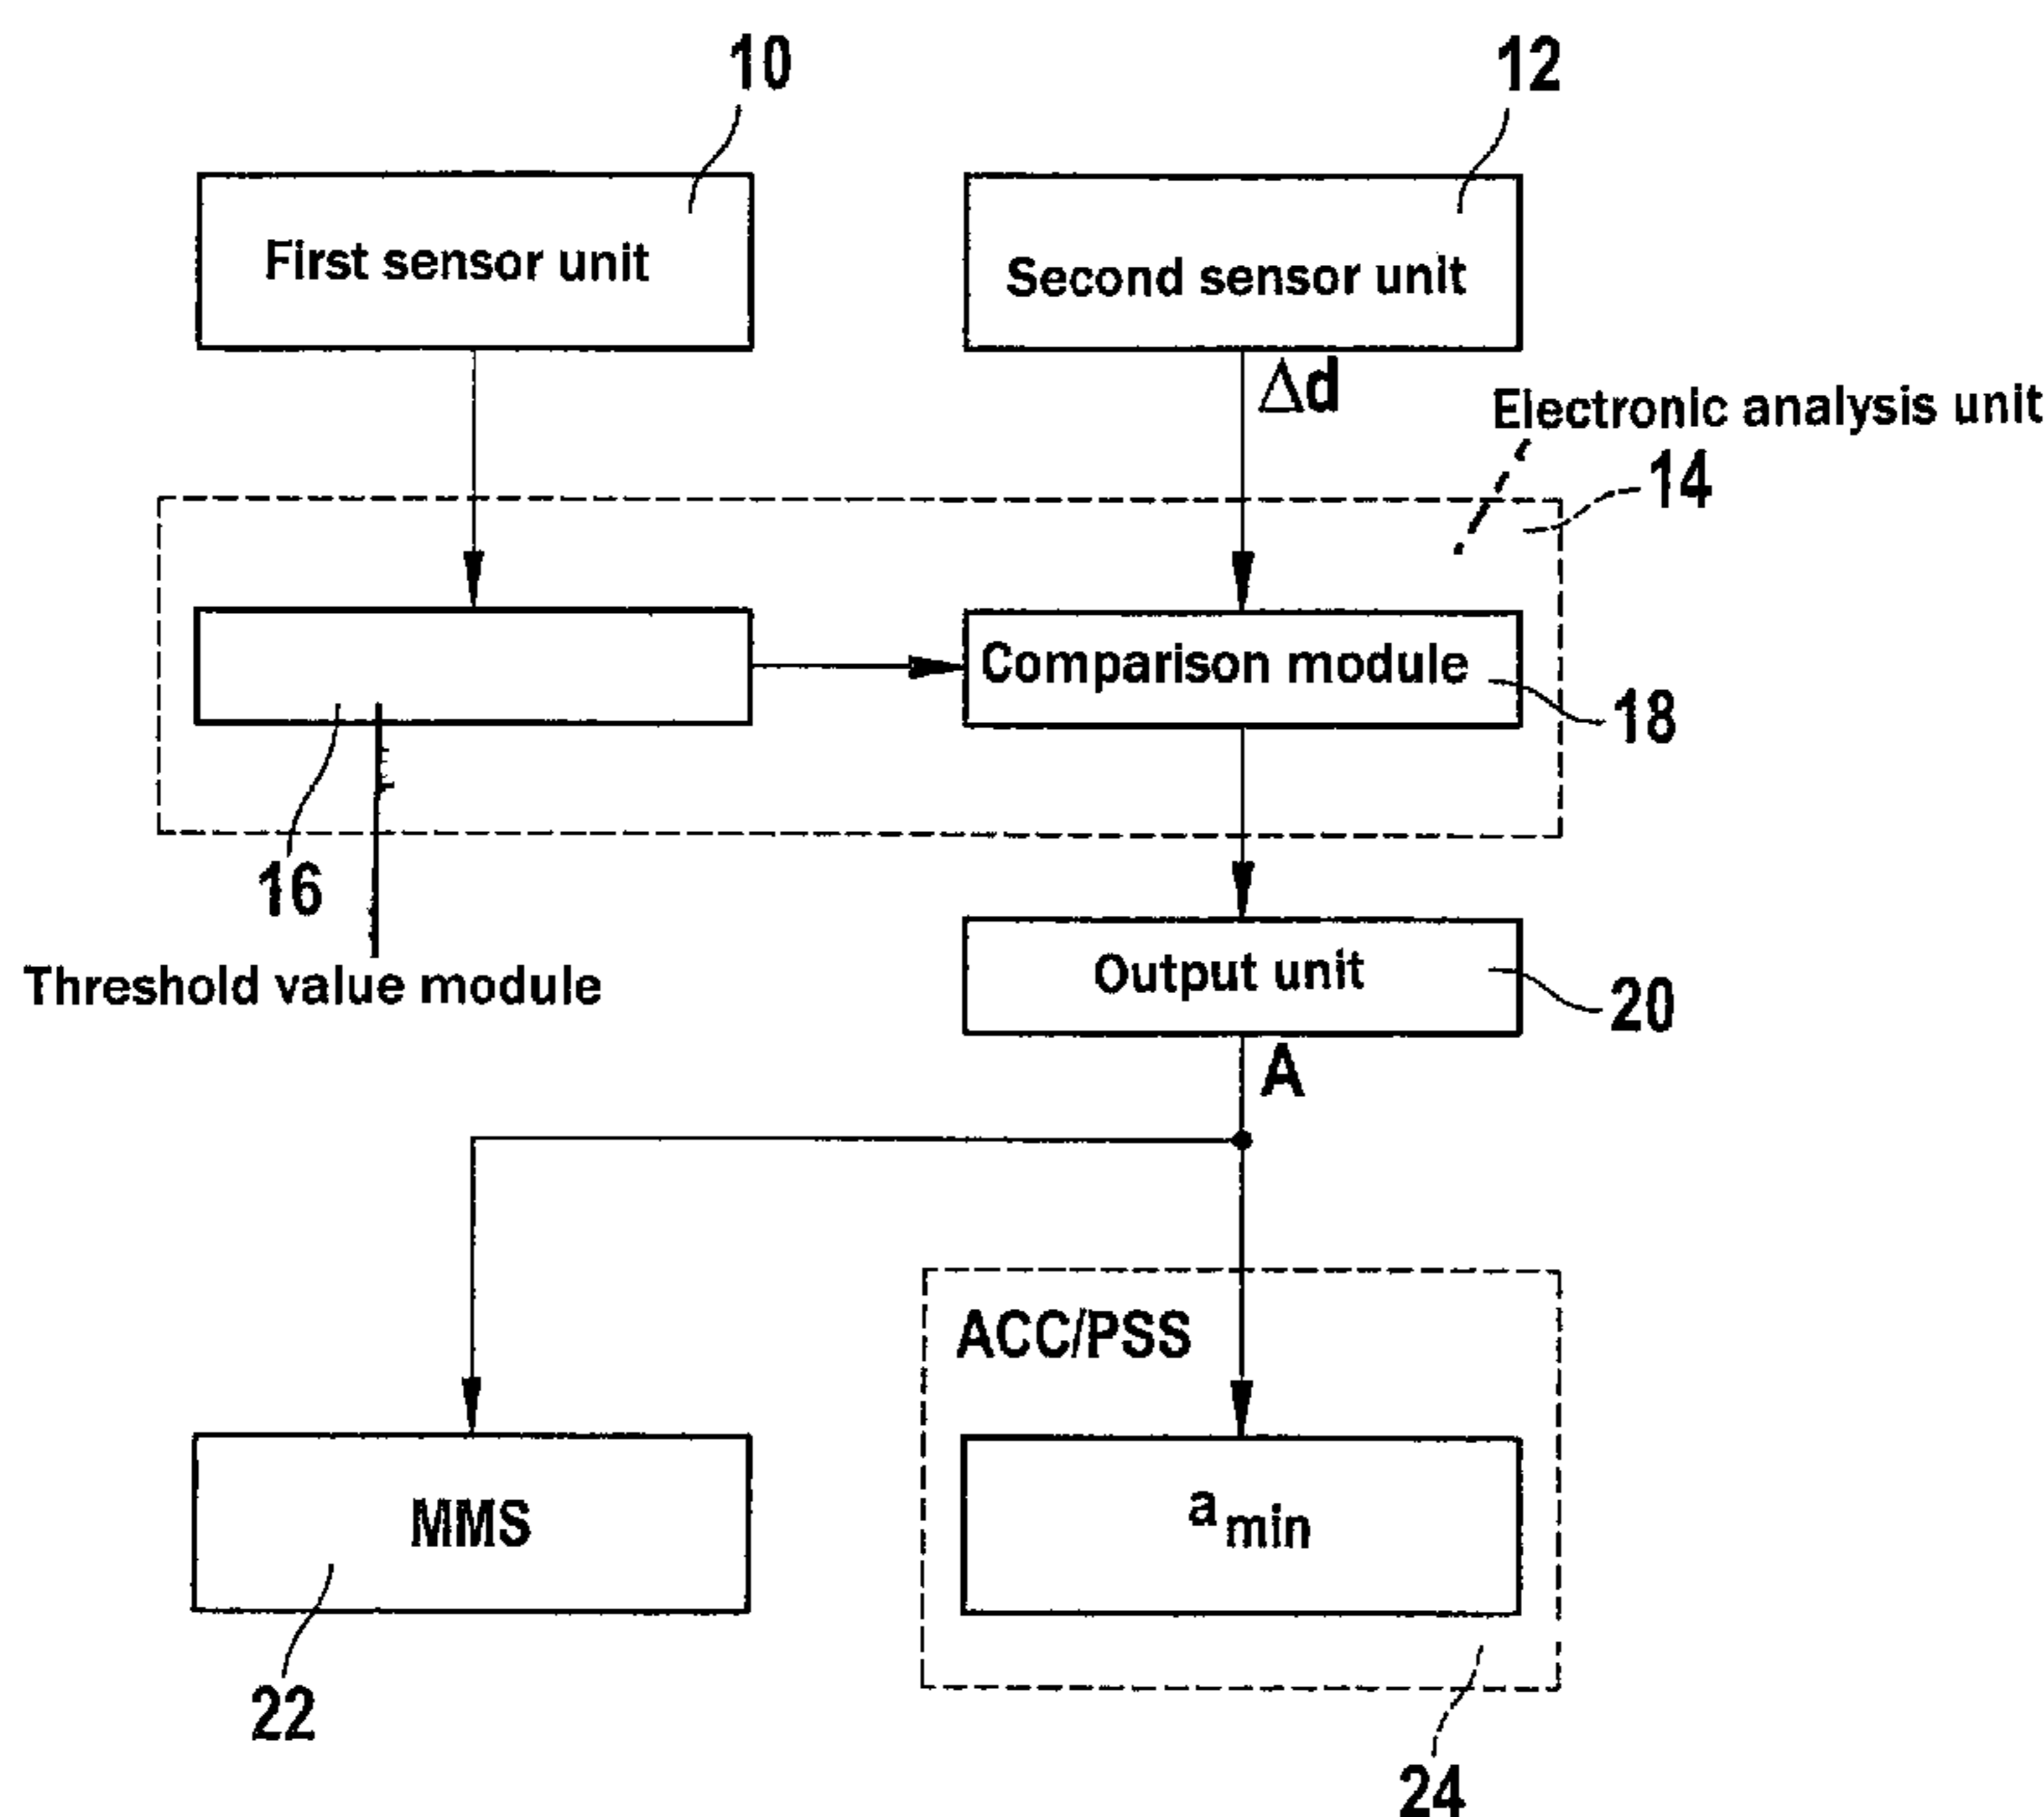 10
12
First sensor unit
Second sensor unit
Δd
Electronic analysis unit
14
Comparison module
18
16
Threshold value module
Output unit
20
A
ACC/PSS
MMS
a min
22
24